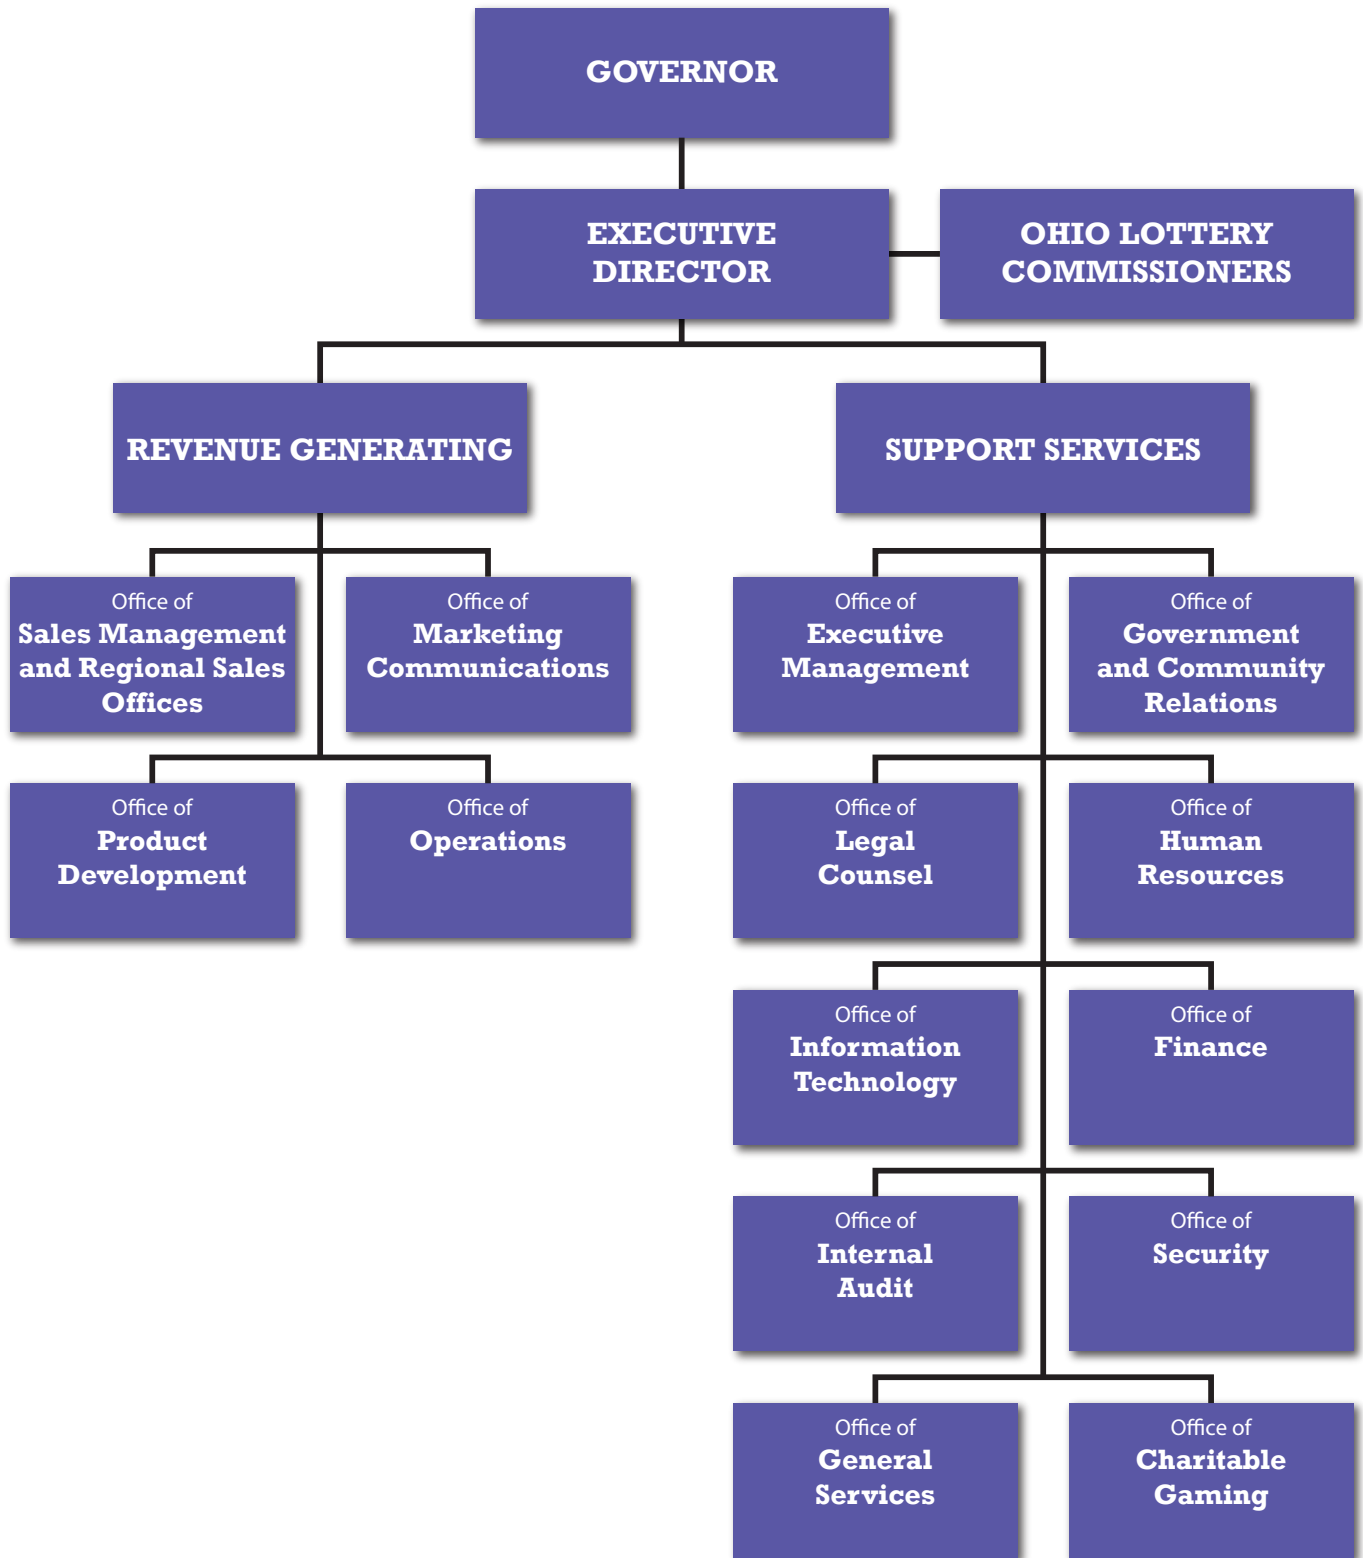 GOVERNOR
EXECUTIVE
DIRECTOR
OHIO LOTTERY
COMMISSIONERS
REVENUE GENERATING
SUPPORT SERVICES
Office of
Sales Management
and Regional Sales
Offices
Office of
Marketing
Communications
Office of
Executive
Management
Office of
Government
and Community
Relations
Office of
Product
Development
Office of
Operations
Office of
Legal
Counsel
Office of
Human
Resources
Office of
Information
Technology
Office of
Finance
Office of
Internal
Audit
Office of
Security
Office of
General
Services
Office of
Charitable
Gaming